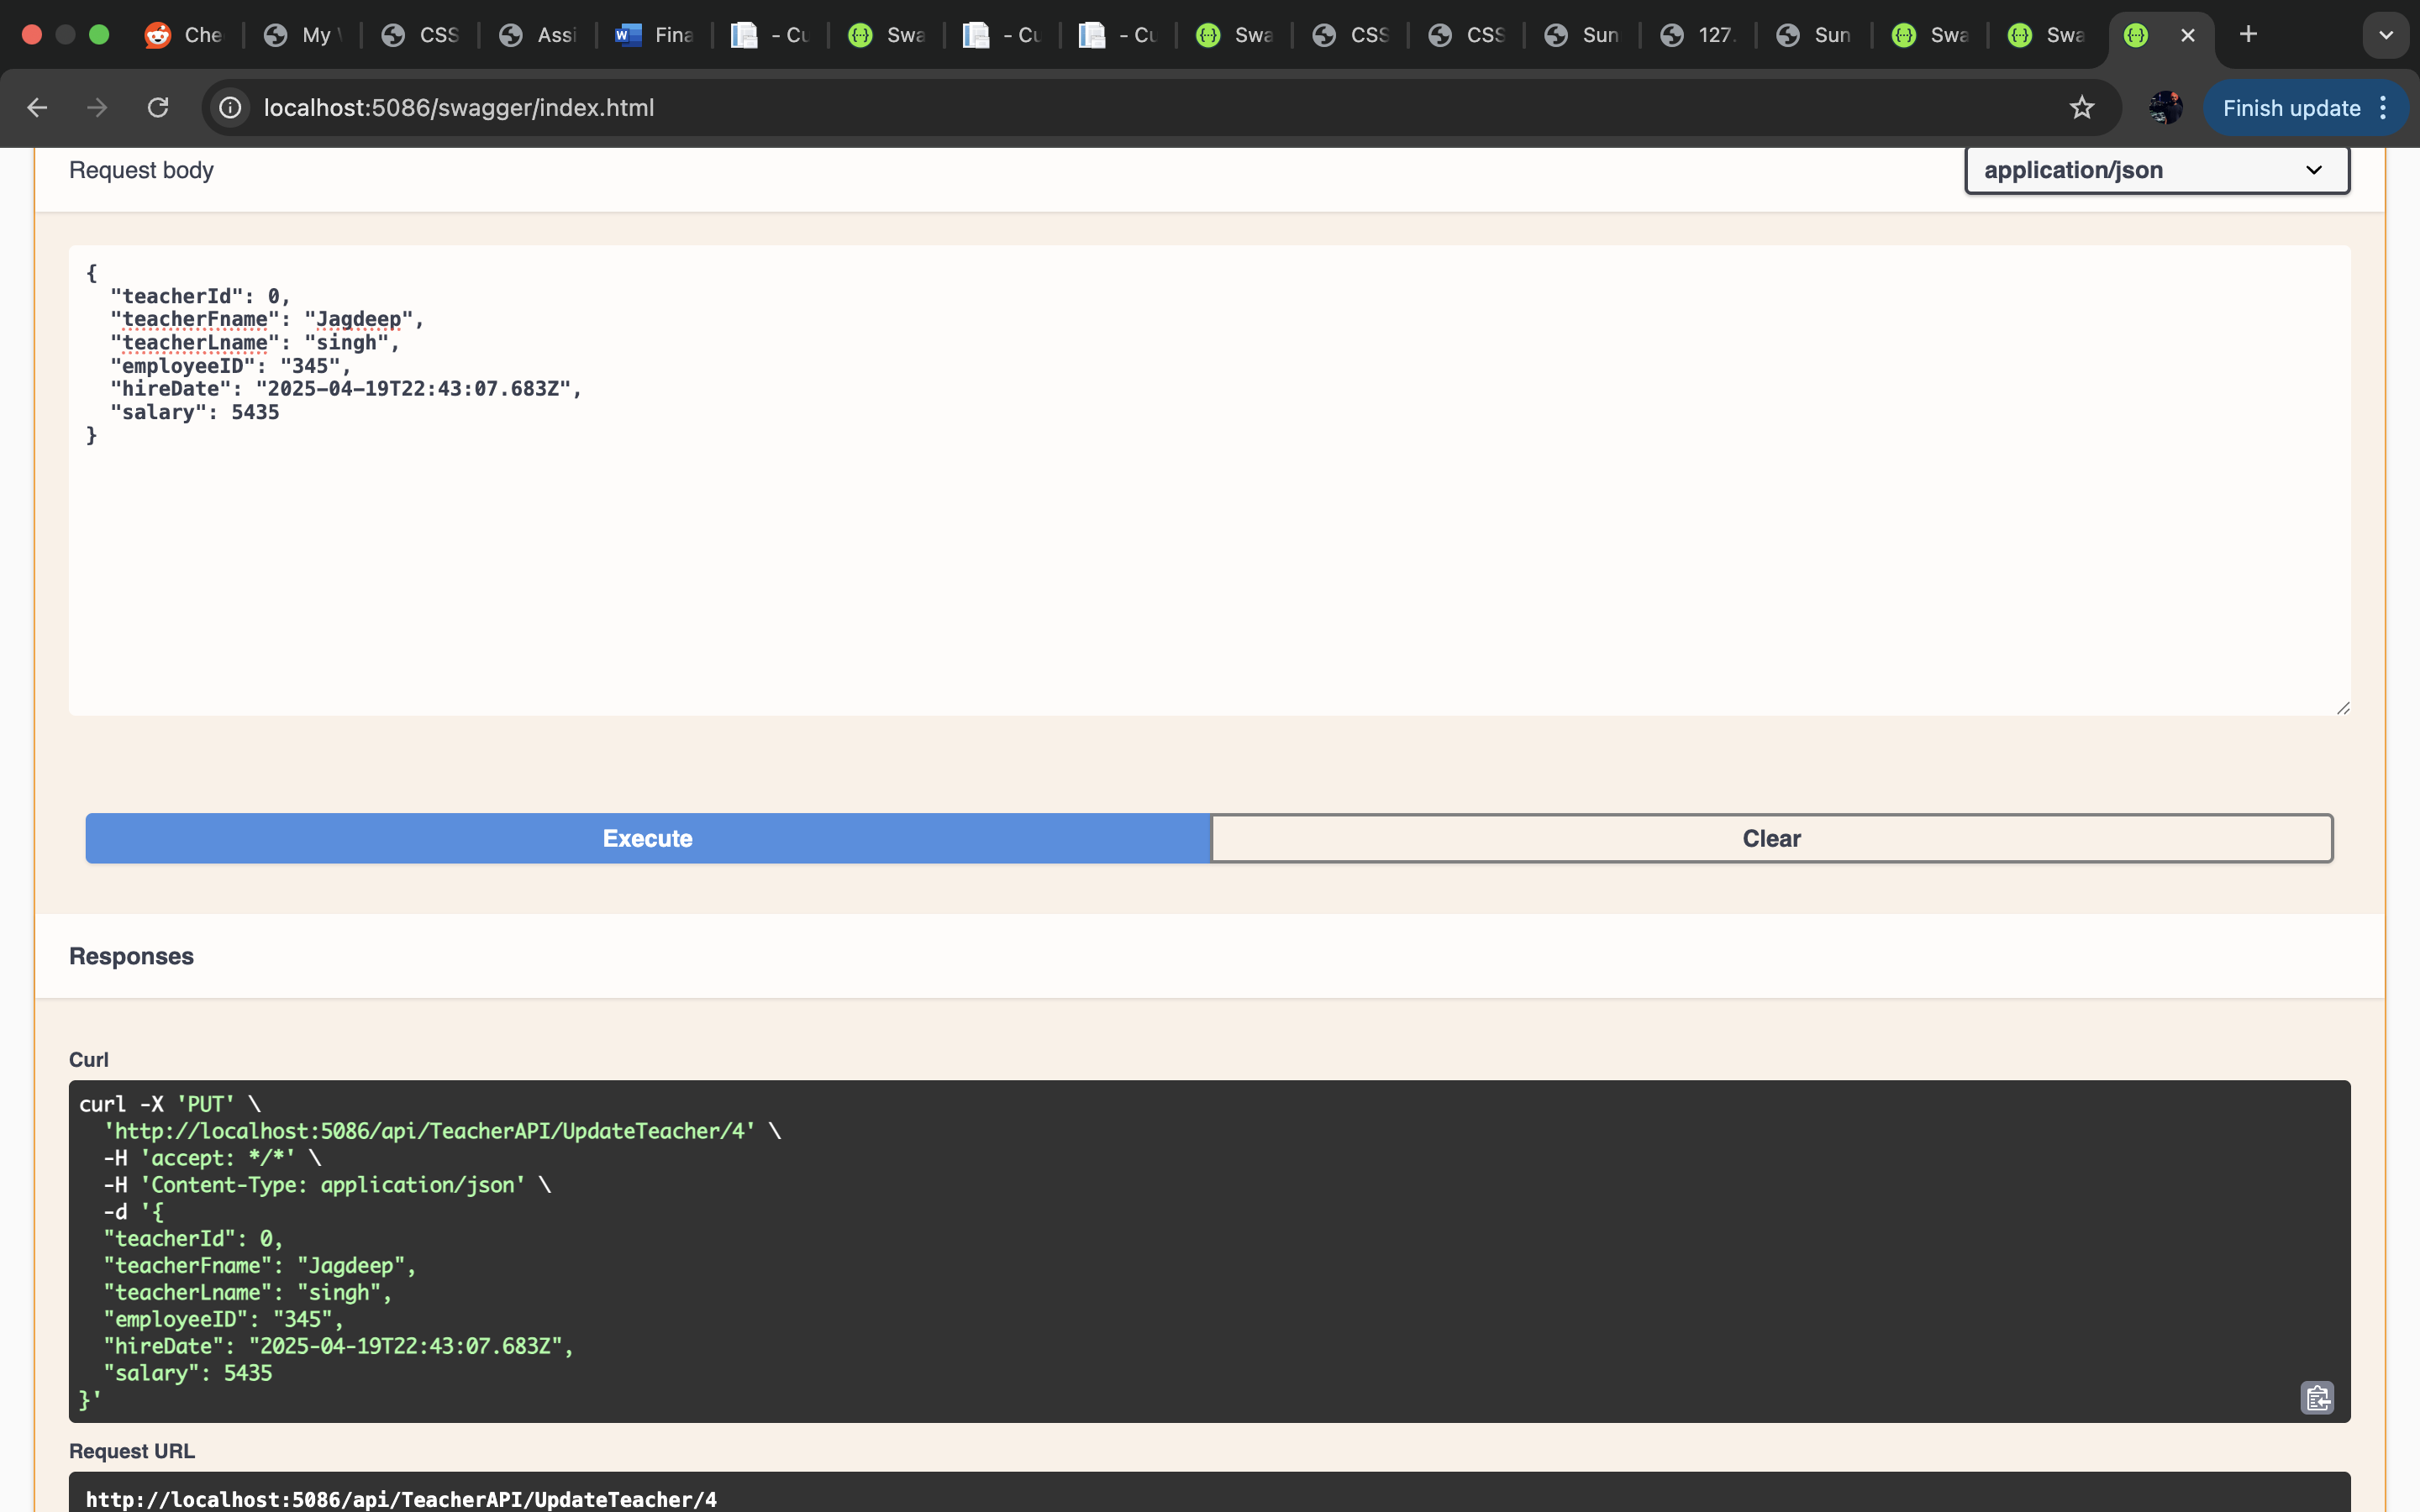 Che
My
CSS
Assi
Fina
- Cu
Swa
- Cu
- Cu
Swa
CSS
CSS
Sun
127.
Sun
Swa
Swa
localhost:5086/swagger/index.html
Finish update
Request body
application/json
{
  "teacherId": 0,
  "teacherFname": "Jagdeep",
  "teacherLname": "singh",
  "employeeID": "345",
  "hireDate": "2025-04-19T22:43:07.683Z",
  "salary": 5435
}
Execute
Clear
Responses
Curl
curl -X 'PUT' \
  'http://localhost:5086/api/TeacherAPI/UpdateTeacher/4' \
  -H 'accept: */*' \
  -H 'Content-Type: application/json' \
  -d '{
  "teacherId": 0,
  "teacherFname": "Jagdeep",
  "teacherLname": "singh",
  "employeeID": "345",
  "hireDate": "2025-04-19T22:43:07.683Z",
  "salary": 5435
}'
Request URL
http://localhost:5086/api/TeacherAPI/UpdateTeacher/4